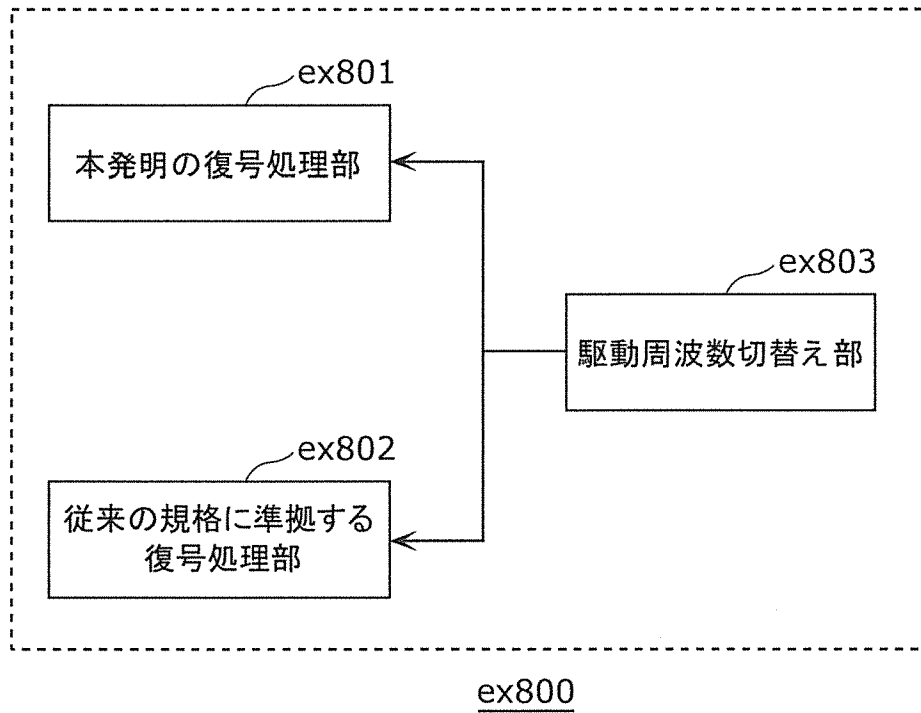 ex801
本発明の復号処理部
ex803
駆動周波数切替え部
ex802
従来の規格に準拠する
復号処理部
ex800